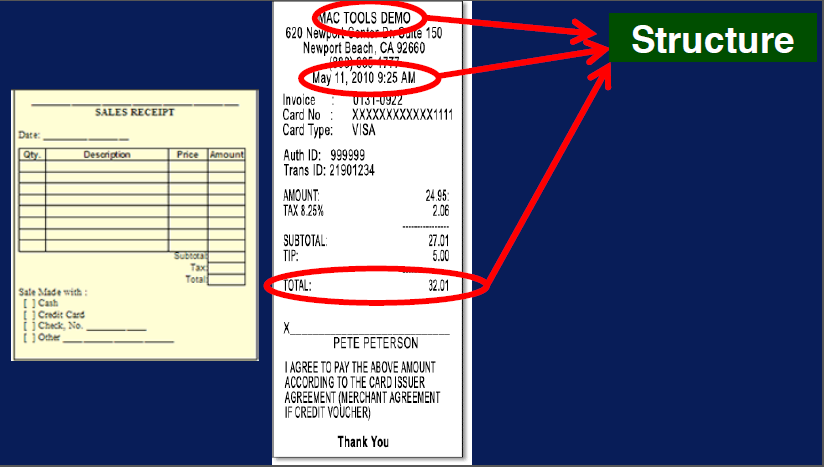 Structure
SALES RECEIPT
Date:
Qty. Description Price Amount
Subtotal
Tax:
Total:
Sale Made with :
[ ] Cash
[ ] Credit Card
[ ] Check, No.
[ ] Other
MAC TOOLS DEMO
620 Newport Center Dr. Suite 150
Newport Beach, CA 92660
May 11, 2010 9:25 AM
Invoice : 0131-0922
Card No : XXXXXXXXXXXX1111
Card Type: VISA
Auth ID: 999999
Trans ID: 21901234
AMOUNT: 24.95
TAX 8.25% 2.06
SUBTOTAL: 27.01
TIP: 5.00
TOTAL: 32.01
X
PETE PETERSON
I AGREE TO PAY THE ABOVE AMOUNT
ACCORDING TO THE CARD ISSUER
AGREEMENT (MERCHANT AGREEMENT
IF CREDIT VOUCHER)
Thank You